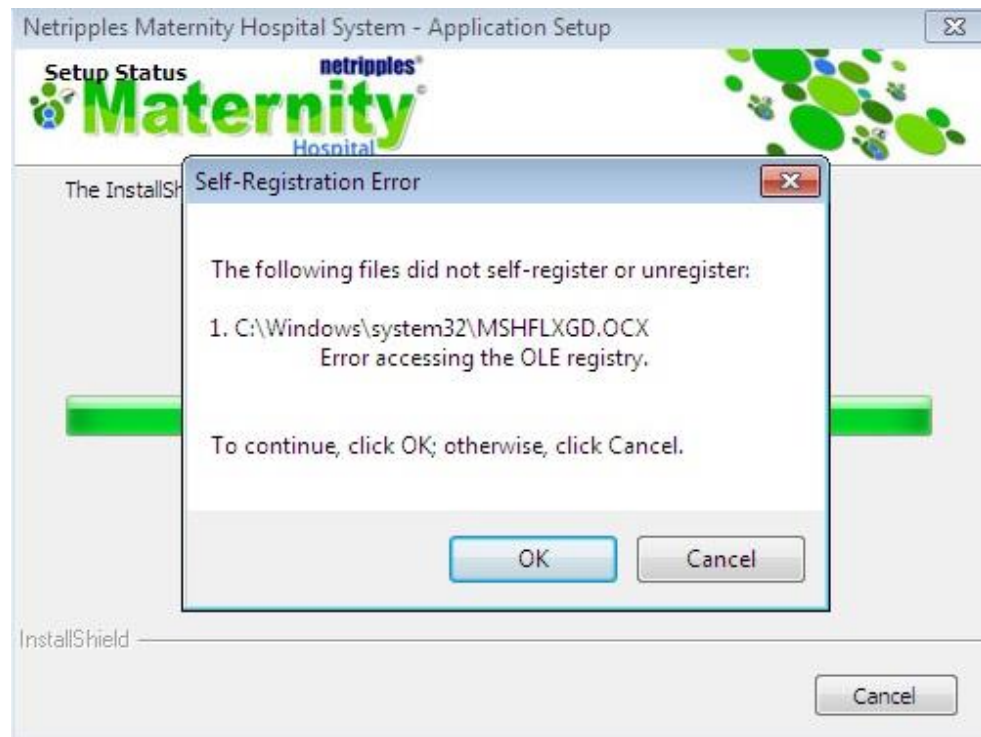 Netripples Maternity Hospital System - Application Setup
Setup Status
netripples®
Maternity®
Hospital
The InstallSh
Self-Registration Error
The following files did not self-register or unregister:
1. C:\Windows\system32\MSHFLXGD.OCX
Error accessing the OLE registry.
To continue, click OK; otherwise, click Cancel.
OK Cancel
InstallShield
Cancel